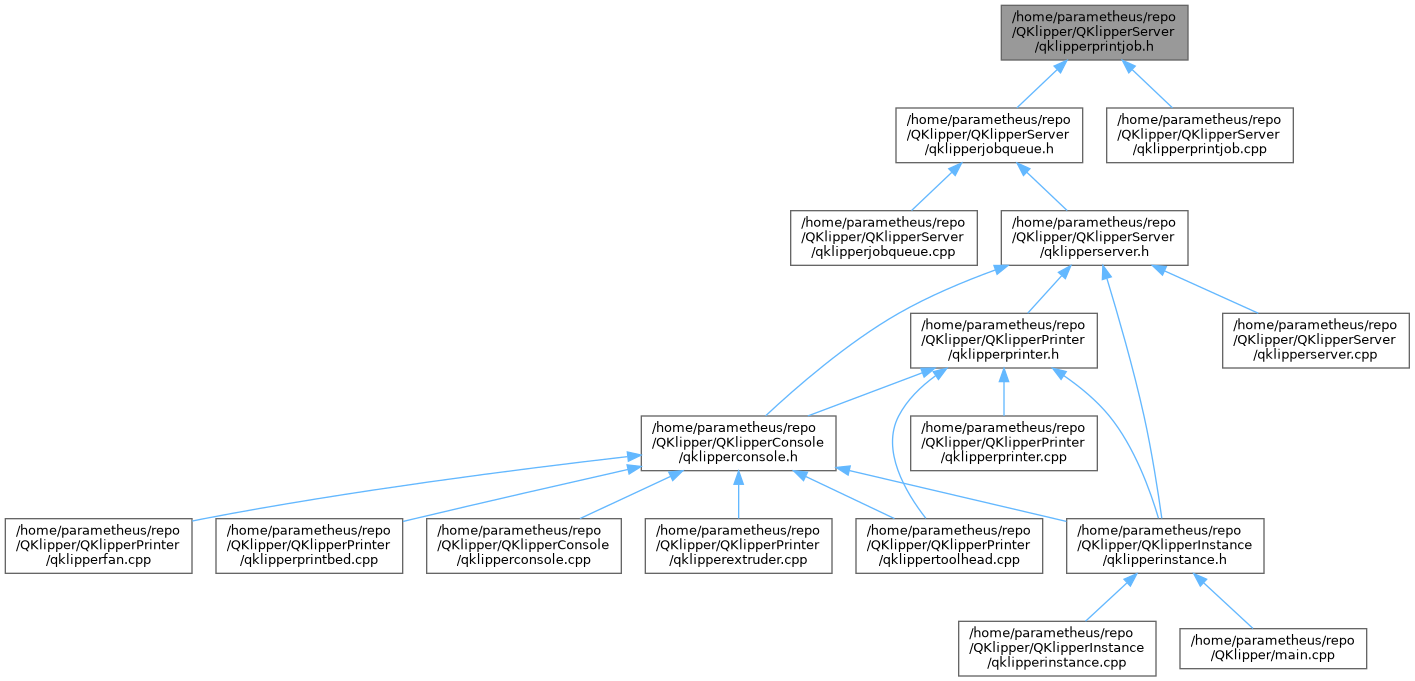 /home/parametheus/repo
/QKlipper/QKlipperServer
/qklipperprintjob.h
/home/parametheus/repo
/QKlipper/QKlipperServer
/qklipperjobqueue.h
/home/parametheus/repo
/QKlipper/QKlipperServer
/qklipperprintjob.cpp
/home/parametheus/repo
/QKlipper/QKlipperServer
/qklipperjobqueue.cpp
/home/parametheus/repo
/QKlipper/QKlipperServer
/qklipperserver.h
/home/parametheus/repo
/QKlipper/QKlipperPrinter
/qklipperprinter.h
/home/parametheus/repo
/QKlipper/QKlipperServer
/qklipperserver.cpp
/home/parametheus/repo
/QKlipper/QKlipperConsole
/qklipperconsole.h
/home/parametheus/repo
/QKlipper/QKlipperPrinter
/qklipperprinter.cpp
/home/parametheus/repo
/QKlipper/QKlipperPrinter
/qklipperfan.cpp
/home/parametheus/repo
/QKlipper/QKlipperPrinter
/qklipperprintbed.cpp
/home/parametheus/repo
/QKlipper/QKlipperConsole
/qklipperconsole.cpp
/home/parametheus/repo
/QKlipper/QKlipperPrinter
/qklipperextruder.cpp
/home/parametheus/repo
/QKlipper/QKlipperPrinter
/qklippertoolhead.cpp
/home/parametheus/repo
/QKlipper/QKlipperInstance
/qklipperinstance.h
/home/parametheus/repo
/QKlipper/QKlipperInstance
/qklipperinstance.cpp
/home/parametheus/repo
/QKlipper/main.cpp